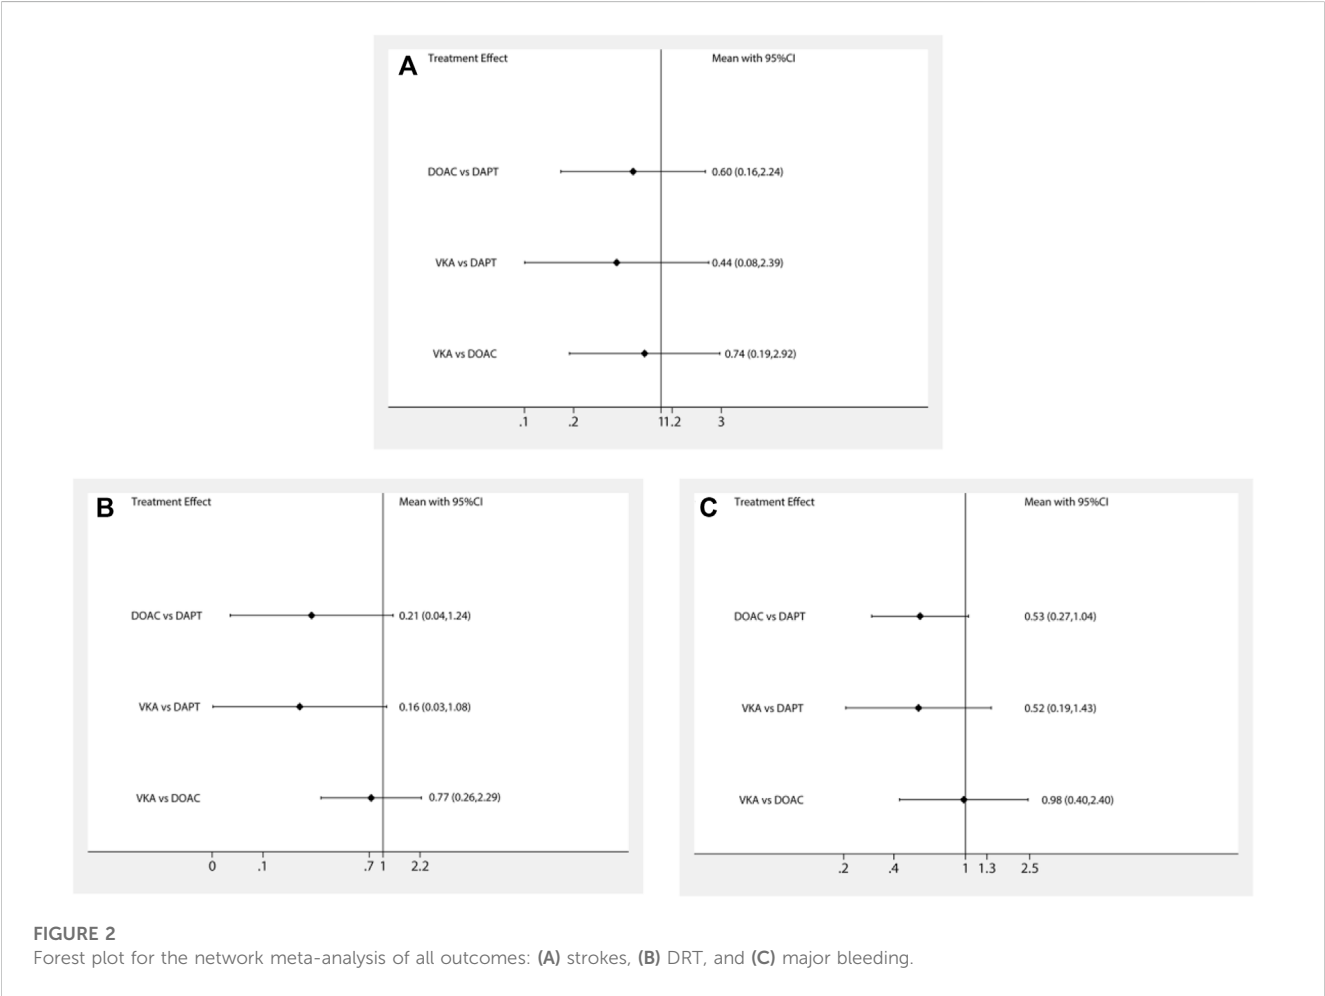 A Treatment Effect Mean with 95%CI
DOAC vs DAPT 0.60 (0.16,2.24)
VKA vs DAPT 0.44 (0.08,2.39)
VKA vs DOAC 0.74 (0.19,2.92)
.1 .2 11.2 3
B Treatment Effect Mean with 95%CI
DOAC vs DAPT 0.21 (0.04,1.24)
VKA vs DAPT 0.16 (0.03,1.08)
VKA vs DOAC 0.77 (0.26,2.29)
0 .1 .7 1 2.2
C Treatment Effect Mean with 95%CI
DOAC vs DAPT 0.53 (0.27,1.04)
VKA vs DAPT 0.52 (0.19,1.43)
VKA vs DOAC 0.98 (0.40,2.40)
.2 .4 1 1.3 2.5
FIGURE 2
Forest plot for the network meta-analysis of all outcomes: (A) strokes, (B) DRT, and (C) major bleeding.